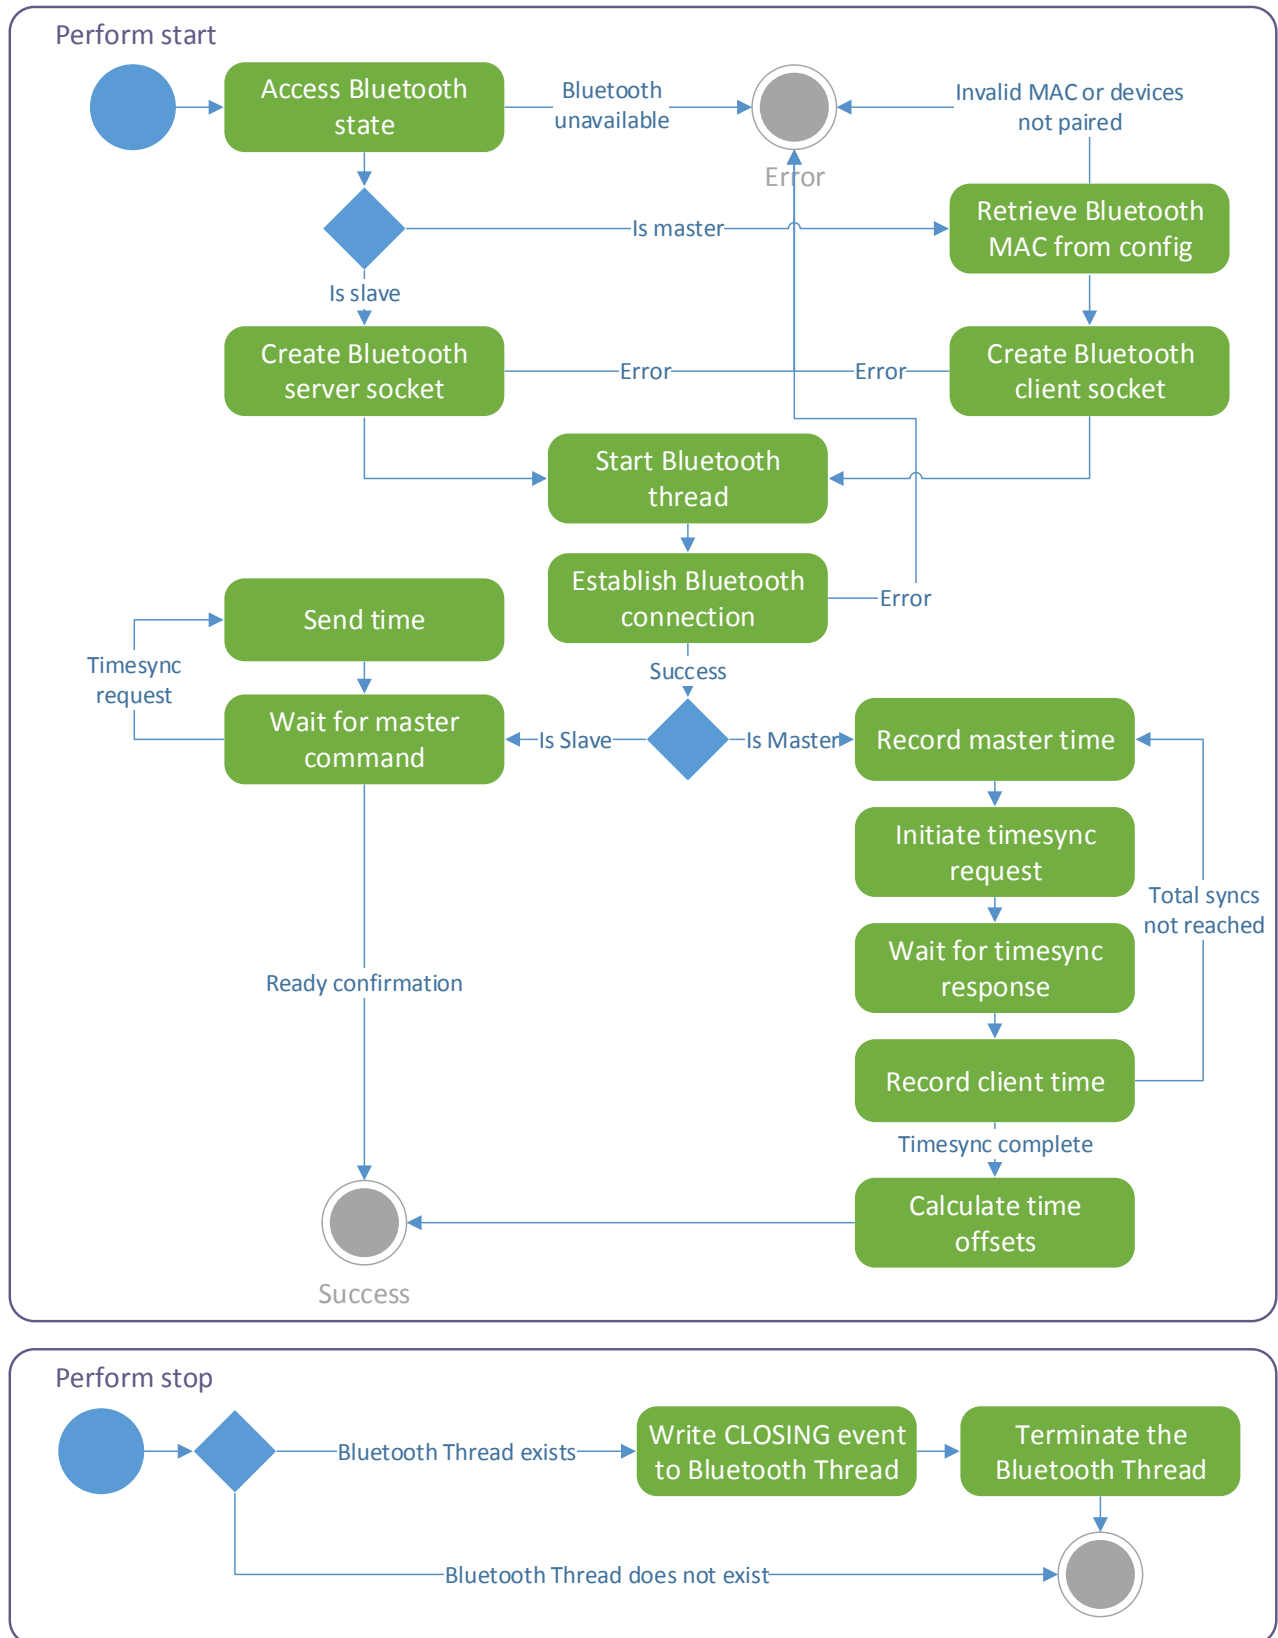 Perform start
Access Bluetooth
state
Bluetooth
unavailable
Error
Invalid MAC or devices
not paired
Is master
Retrieve Bluetooth
MAC from config
Is slave
Create Bluetooth
server socket
Error
Error
Create Bluetooth
client socket
Start Bluetooth
thread
Establish Bluetooth
connection
Error
Success
Send time
Timesync
request
Wait for master
command
Is Slave
Is Master
Record master time
Initiate timesync
request
Total syncs
not reached
Wait for timesync
response
Ready confirmation
Record client time
Timesync complete
Calculate time
offsets
Success
Perform stop
Bluetooth Thread exists
Write CLOSING event
to Bluetooth Thread
Terminate the
Bluetooth Thread
Bluetooth Thread does not exist